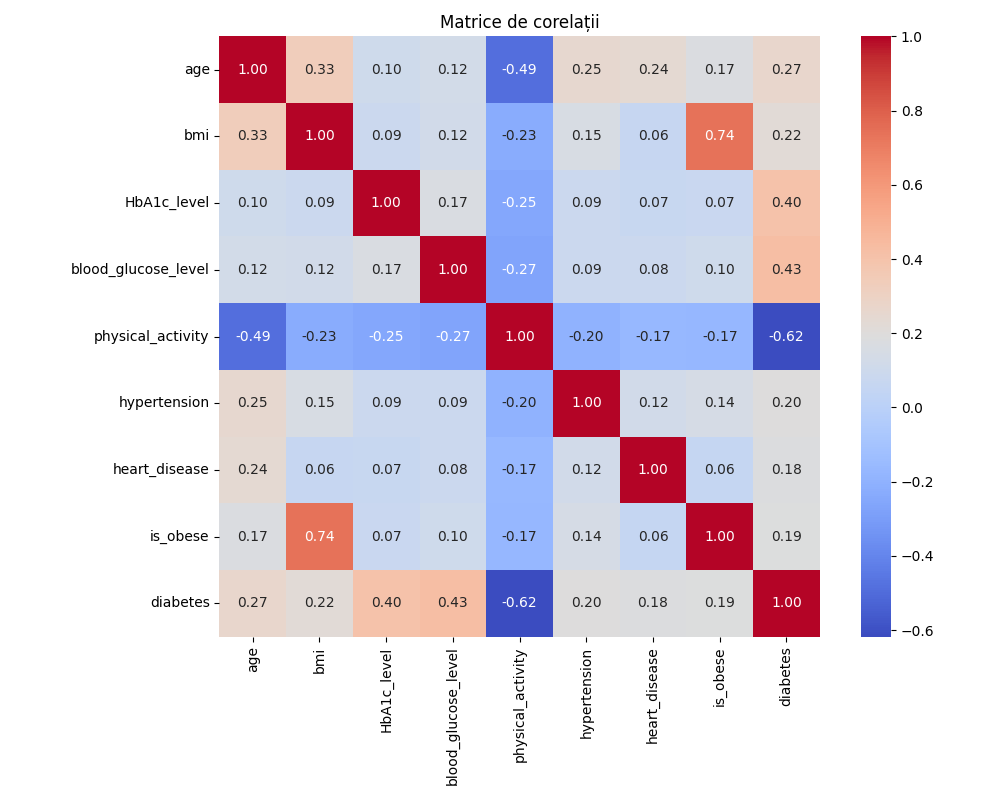 Matrice de corelații
age 1.00 0.33 0.10 0.12 -0.49 0.25 0.24 0.17 0.27
bmi 0.33 1.00 0.09 0.12 -0.23 0.15 0.06 0.74 0.22
HbA1c_level 0.10 0.09 1.00 0.17 -0.25 0.09 0.07 0.07 0.40
blood_glucose_level 0.12 0.12 0.17 1.00 -0.27 0.09 0.08 0.10 0.43
physical_activity -0.49 -0.23 -0.25 -0.27 1.00 -0.20 -0.17 -0.17 -0.62
hypertension 0.25 0.15 0.09 0.09 -0.20 1.00 0.12 0.14 0.20
heart_disease 0.24 0.06 0.07 0.08 -0.17 0.12 1.00 0.06 0.18
is_obese 0.17 0.74 0.07 0.10 -0.17 0.14 0.06 1.00 0.19
diabetes 0.27 0.22 0.40 0.43 -0.62 0.20 0.18 0.19 1.00
age
bmi
HbA1c_level
blood_glucose_level
physical_activity
hypertension
heart_disease
is_obese
diabetes
1.0
0.8
0.6
0.4
0.2
0.0
−0.2
−0.4
−0.6